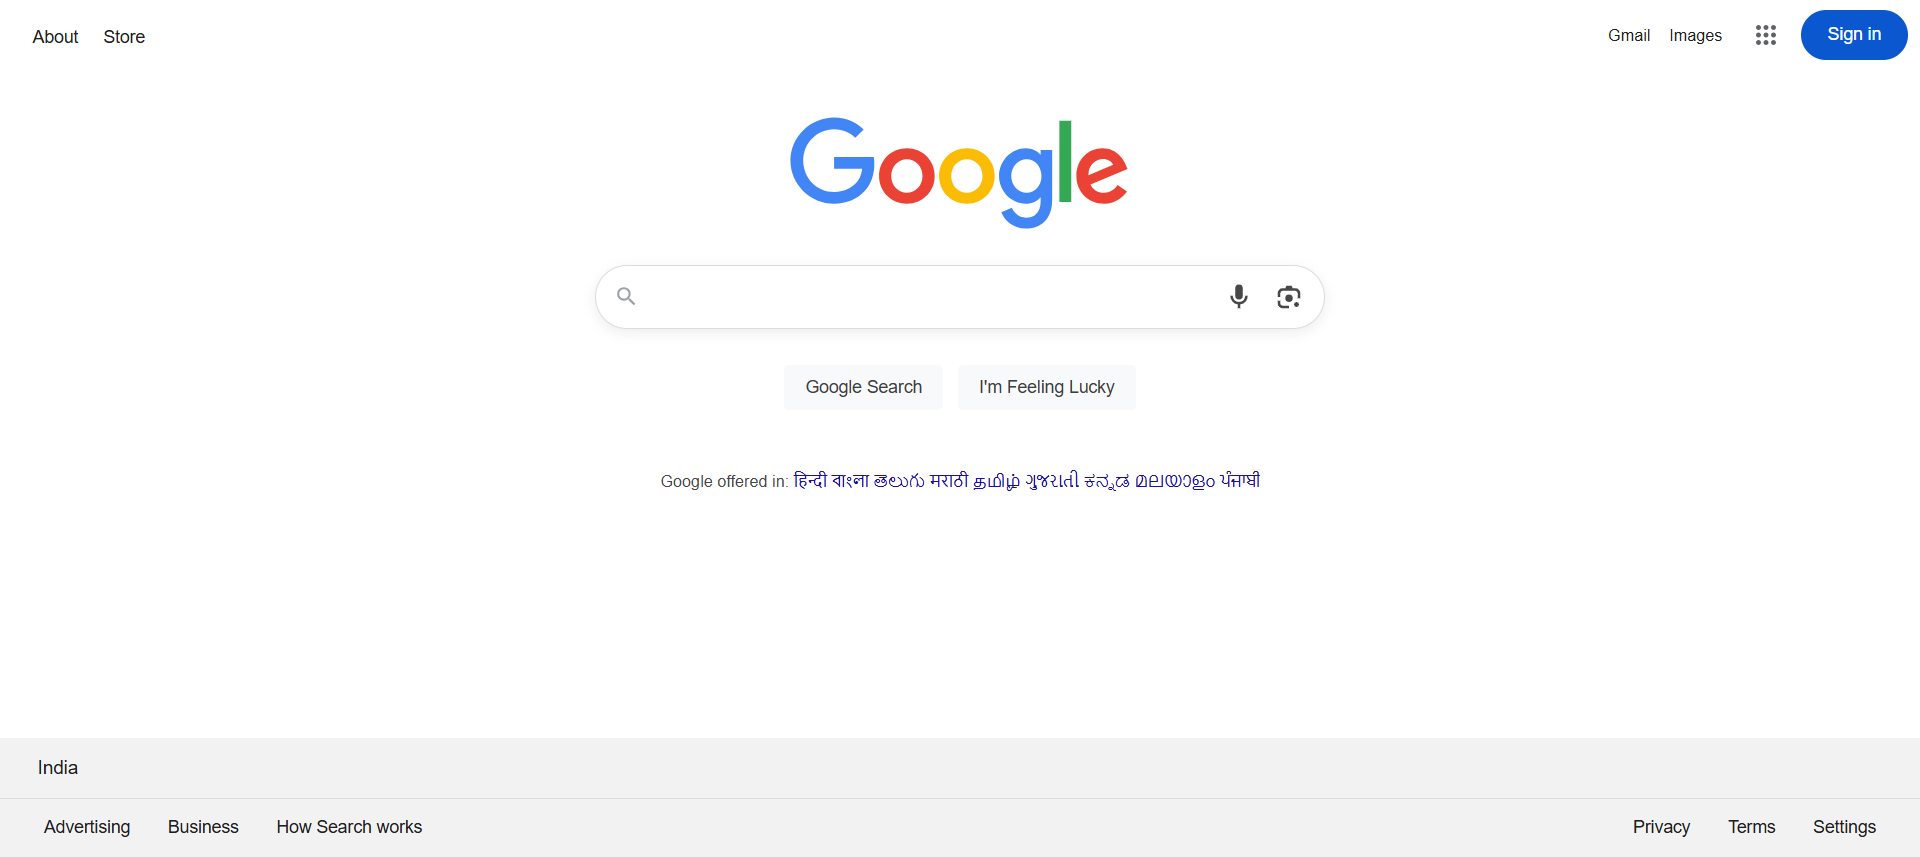 About Store
Gmail Images Sign in
Google
Google Search I'm Feeling Lucky
Google offered in: हिन्दी বাংলা తెలుగు मराठी தமிழ் ગુજરાતી ಕನ್ನಡ മലയാളം ਪੰਜਾਬੀ
India
Advertising Business How Search works
Privacy Terms Settings